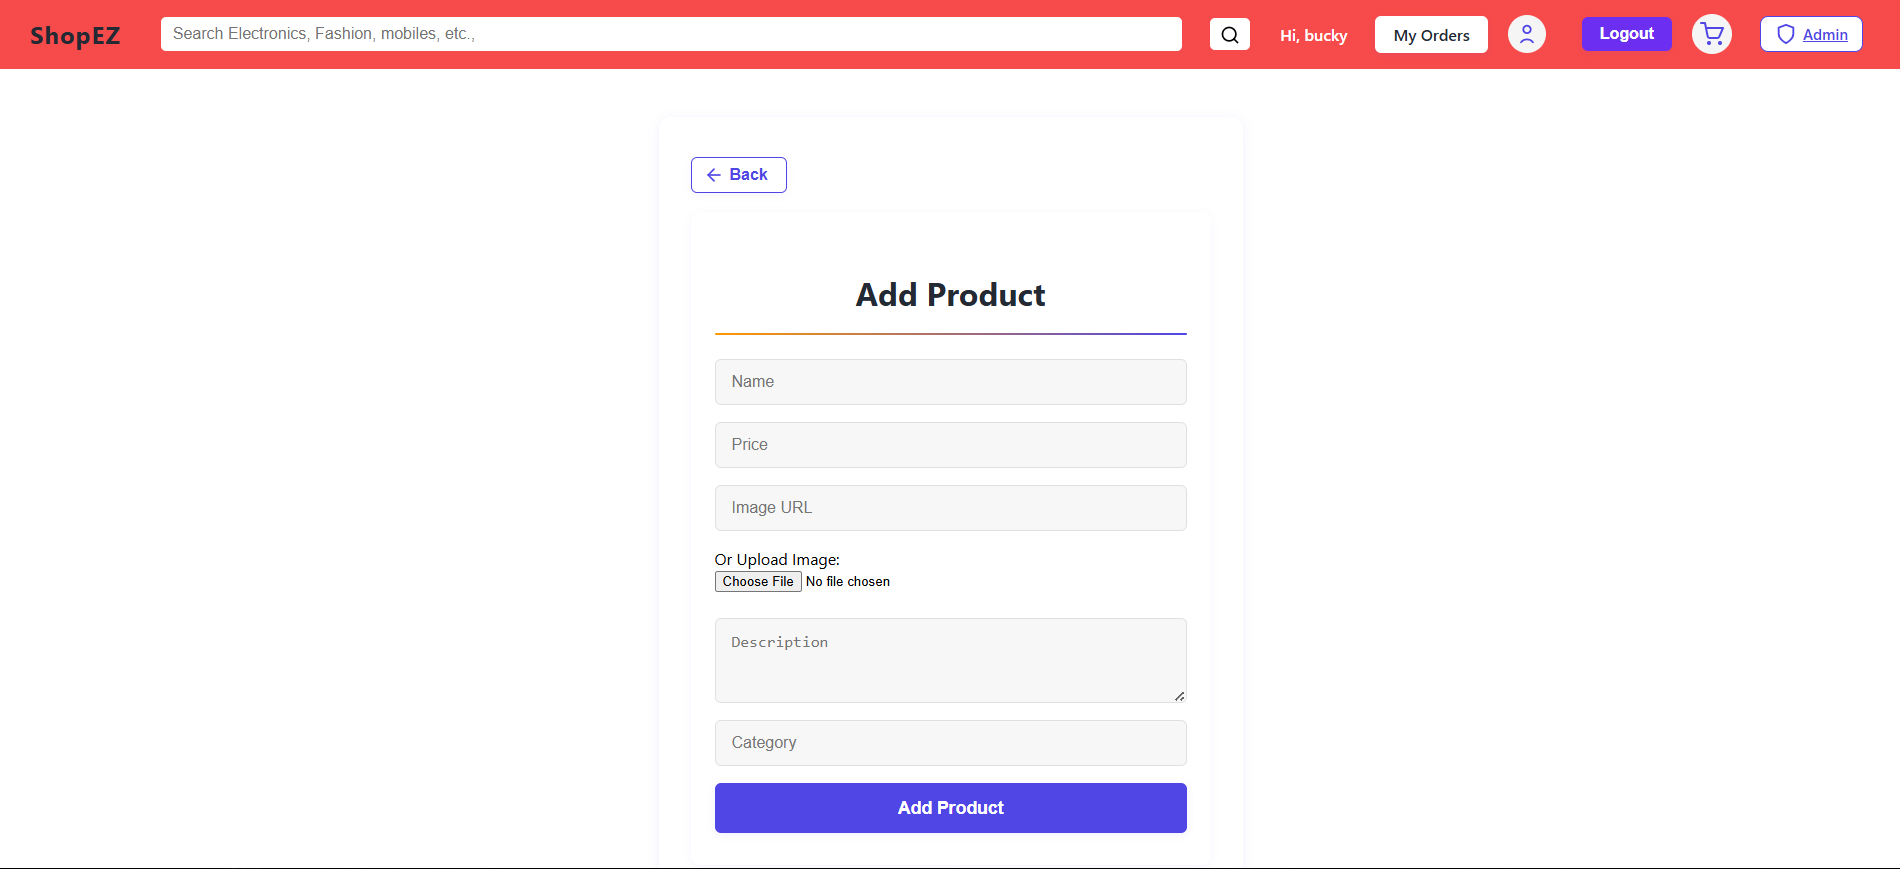 ShopEZ
Search Electronics, Fashion, mobiles, etc.,
Hi, bucky
My Orders
Logout
Admin
Back
Add Product
Name
Price
Image URL
Or Upload Image:
Choose File No file chosen
Description
Category
Add Product